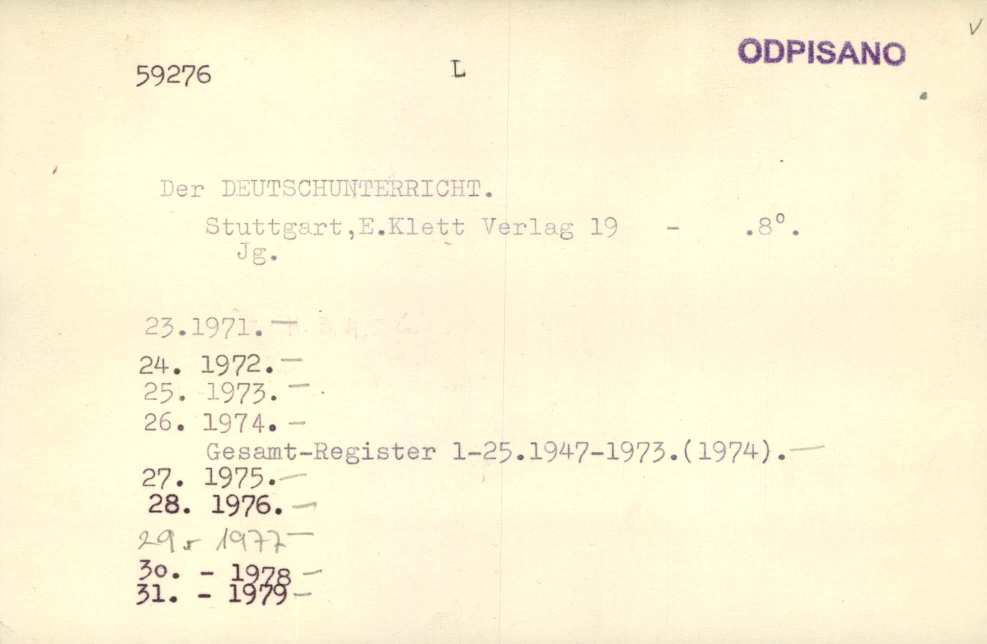 59276 L ODPISANO v
Der DEUTSCHUNTERRICHT.
Stuttgart,E.Klett Verlag 19 - .8°.
Jg.
23.1971.—
24. 1972.—
25. 1973.—
26. 1974.—
Gesamt-Register 1-25.1947-1973.(1974).—
27. 1975.—
28. 1976.—
29. 1977—
30. - 1978—
31. - 1979—